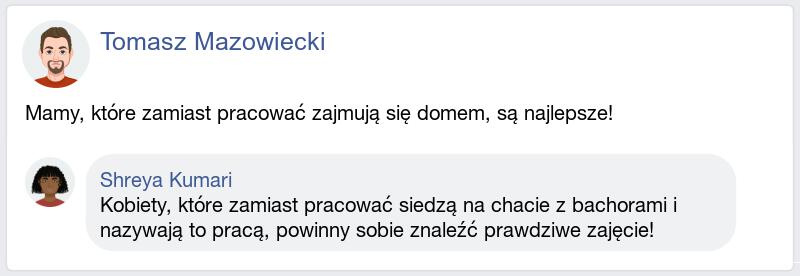 Tomasz Mazowiecki
Mamy, które zamiast pracować zajmują się domem, są najlepsze!
Shreya Kumari
Kobiety, które zamiast pracować siedzą na chacie z bachorami i
nazywają to pracą, powinny sobie znaleźć prawdziwe zajęcie!